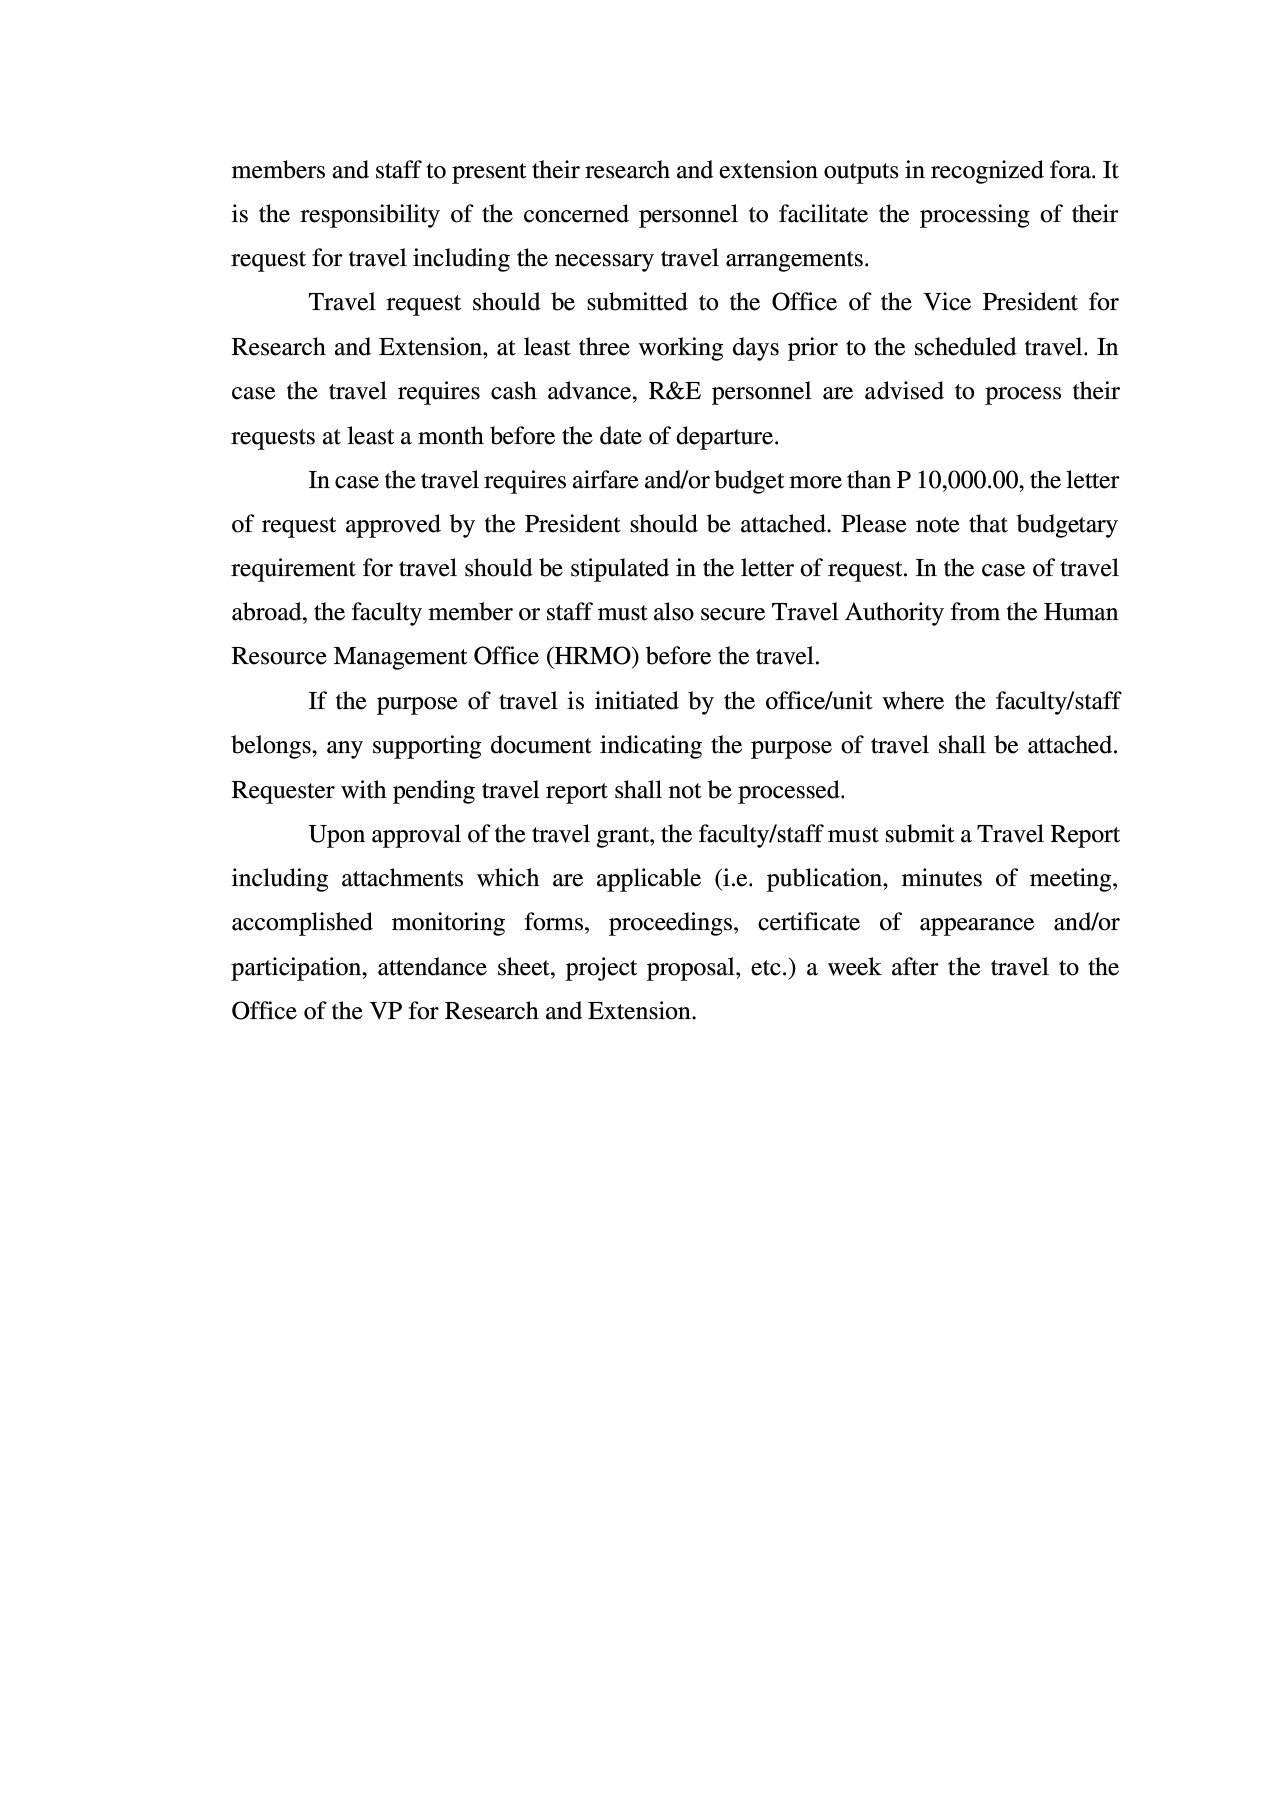 members and staff to present their research and extension outputs in recognized fora. It
is the responsibility of the concerned personnel to facilitate the processing of their
request for travel including the necessary travel arrangements.
Travel request should be submitted to the Office of the Vice President for
Research and Extension, at least three working days prior to the scheduled travel. In
case the travel requires cash advance, R&E personnel are advised to process their
requests at least a month before the date of departure.
In case the travel requires airfare and/or budget more than P 10,000.00, the letter
of request approved by the President should be attached. Please note that budgetary
requirement for travel should be stipulated in the letter of request. In the case of travel
abroad, the faculty member or staff must also secure Travel Authority from the Human
Resource Management Office (HRMO) before the travel.
If the purpose of travel is initiated by the office/unit where the faculty/staff
belongs, any supporting document indicating the purpose of travel shall be attached.
Requester with pending travel report shall not be processed.
Upon approval of the travel grant, the faculty/staff must submit a Travel Report
including attachments which are applicable (i.e. publication, minutes of meeting,
accomplished monitoring forms, proceedings, certificate of appearance and/or
participation, attendance sheet, project proposal, etc.) a week after the travel to the
Office of the VP for Research and Extension.